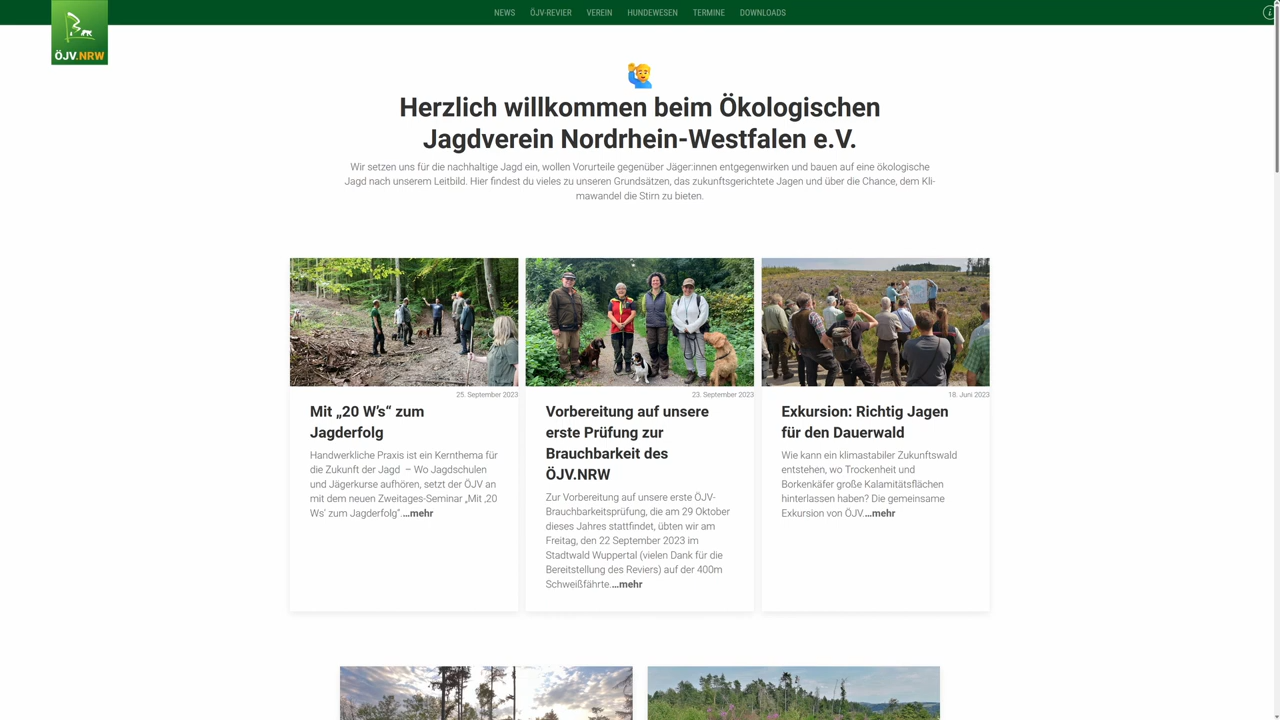 NEWS ÖJV-REVIER VEREIN HUNDEWESEN TERMINE DOWNLOADS
i
ÖJV.NRW
Herzlich willkommen beim Ökologischen
Jagdverein Nordrhein-Westfalen e.V.
Wir setzen uns für die nachhaltige Jagd ein, wollen Vorurteile gegenüber Jäger:innen entgegenwirken und bauen auf eine ökologische
Jagd nach unserem Leitbild. Hier findest du vieles zu unseren Grundsätzen, das zukunftsgerichtete Jagen und über die Chance, dem Kli-
mawandel die Stirn zu bieten.
25. September 2023
Mit „20 W’s“ zum
Jagderfolg
Handwerkliche Praxis ist ein Kernthema für
die Zukunft der Jagd – Wo Jagdschulen
und Jägerkurse aufhören, setzt der ÖJV an
mit dem neuen Zweitages-Seminar „Mit ‚20
Ws’ zum Jagderfolg“....mehr
23. September 2023
Vorbereitung auf unsere
erste Prüfung zur
Brauchbarkeit des
ÖJV.NRW
Zur Vorbereitung auf unsere erste ÖJV-
Brauchbarkeitsprüfung, die am 29 Oktober
dieses Jahres stattfindet, übten wir am
Freitag, den 22 September 2023 im
Stadtwald Wuppertal (vielen Dank für die
Bereitstellung des Reviers) auf der 400m
Schweißfährte....mehr
18. Juni 2023
Exkursion: Richtig Jagen
für den Dauerwald
Wie kann ein klimastabiler Zukunftswald
entstehen, wo Trockenheit und
Borkenkäfer große Kalamitätsflächen
hinterlassen haben? Die gemeinsame
Exkursion von ÖJV....mehr